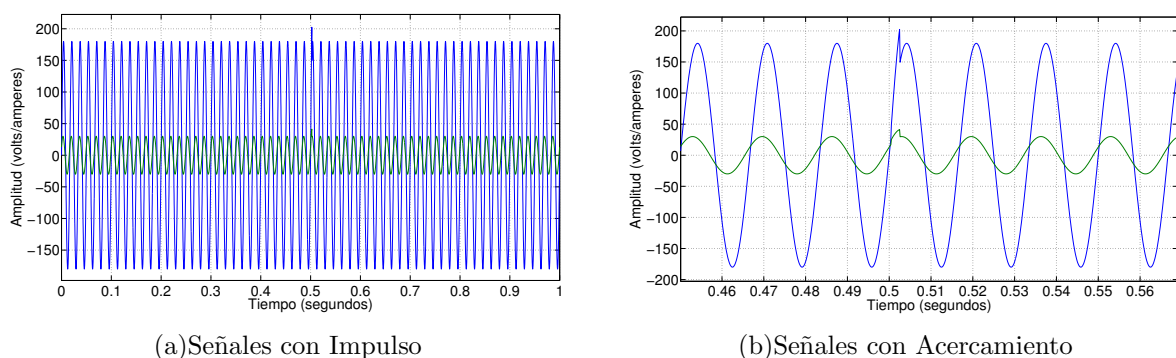 Amplitud (volts/amperes)
200
150
100
50
0
−50
−100
−150
0 0.1 0.2 0.3 0.4 0.5 0.6 0.7 0.8 0.9 1
Tiempo (segundos)
(a)Señales con Impulso
Amplitud (volts/amperes)
200
150
100
50
0
−50
−100
−150
−200
0.46 0.47 0.48 0.49 0.5 0.51 0.52 0.53 0.54 0.55 0.56
Tiempo (segundos)
(b)Señales con Acercamiento